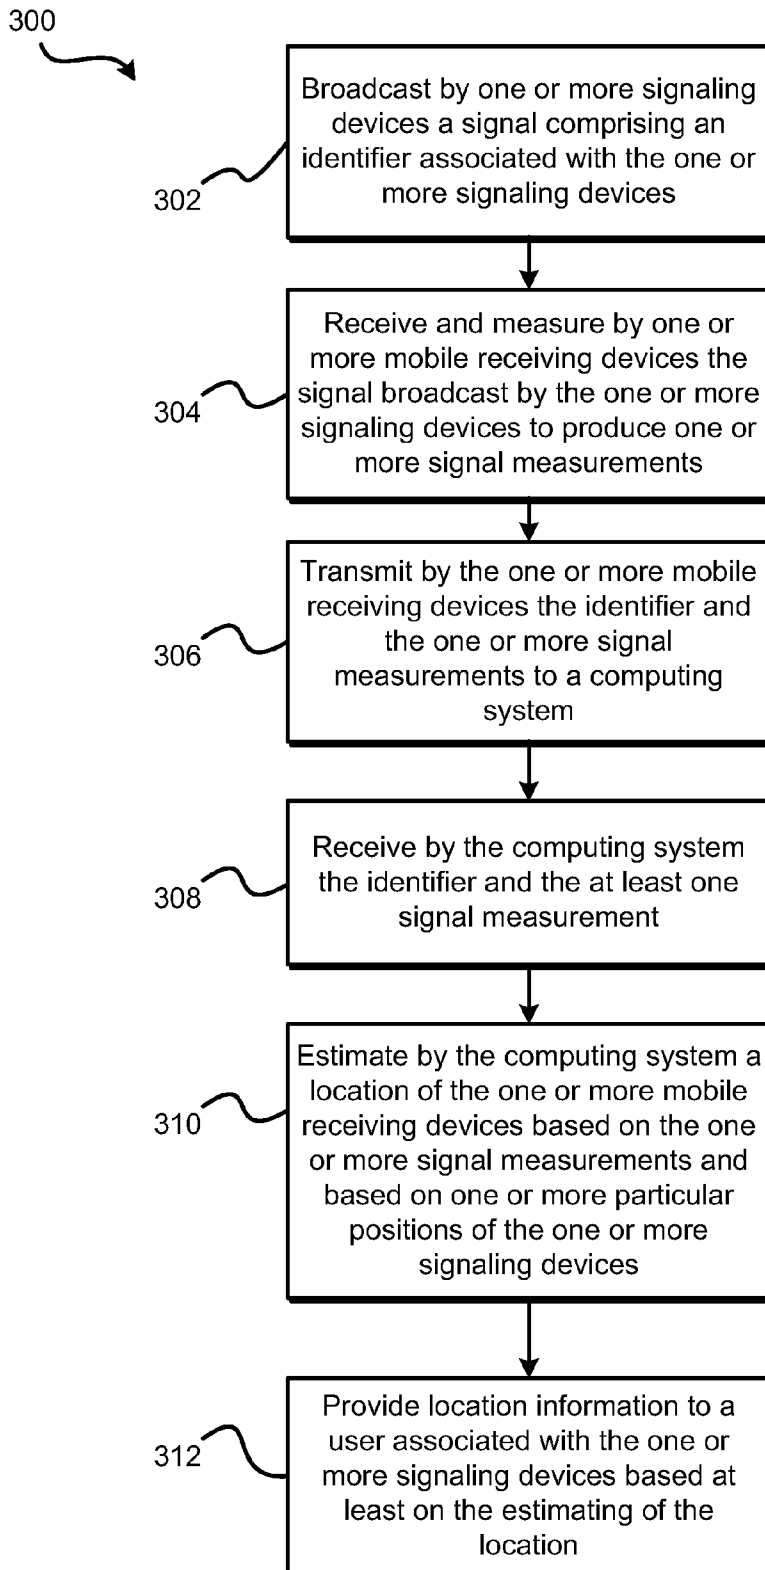 300
Broadcast by one or more signaling
devices a signal comprising an
identifier associated with the one or
more signaling devices
302
Receive and measure by one or
more mobile receiving devices the
signal broadcast by the one or more
signaling devices to produce one or
more signal measurements
304
Transmit by the one or more mobile
receiving devices the identifier and
the one or more signal
measurements to a computing
system
306
Receive by the computing system
the identifier and the at least one
signal measurement
308
Estimate by the computing system a
location of the one or more mobile
receiving devices based on the one
or more signal measurements and
based on one or more particular
positions of the one or more
signaling devices
310
Provide location information to a
user associated with the one or
more signaling devices based at
least on the estimating of the
location
312